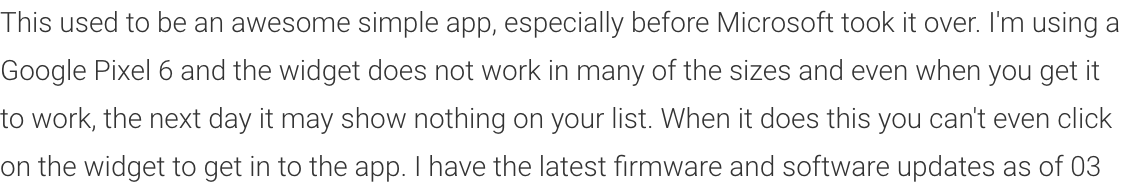 This used to be an awesome simple app, especially before Microsoft took it over. I'm using a
Google Pixel 6 and the widget does not work in many of the sizes and even when you get it
to work, the next day it may show nothing on your list. When it does this you can't even click
on the widget to get in to the app. I have the latest firmware and software updates as of 03